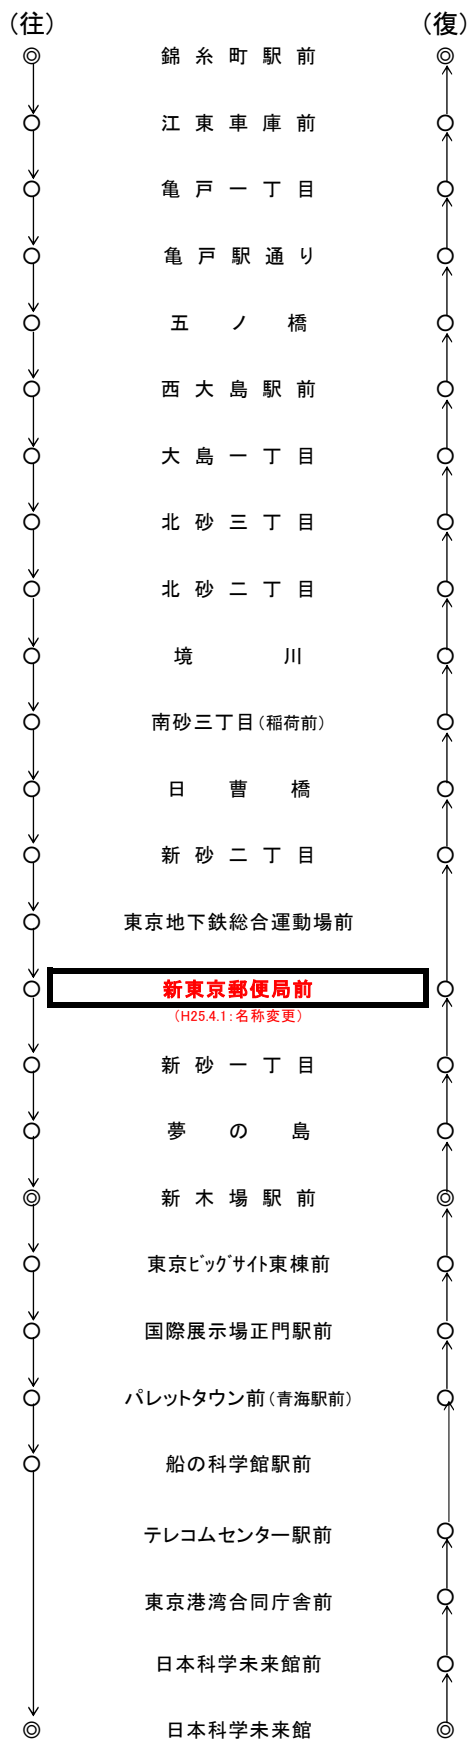 (往) (復)
錦糸町駅前
江東車庫前
亀戸一丁目
亀戸駅通り
五ノ橋
西大島駅前
大島一丁目
北砂三丁目
北砂二丁目
境川
南砂三丁目(稲荷前)
日曹橋
新砂二丁目
東京地下鉄総合運動場前
新東京郵便局前
(H25.4.1:名称変更)
新砂一丁目
夢の島
新木場駅前
東京ビッグサイト東棟前
国際展示場正門駅前
パレットタウン前(青海駅前)
船の科学館駅前
テレコムセンター駅前
東京港湾合同庁舎前
日本科学未来館前
日本科学未来館